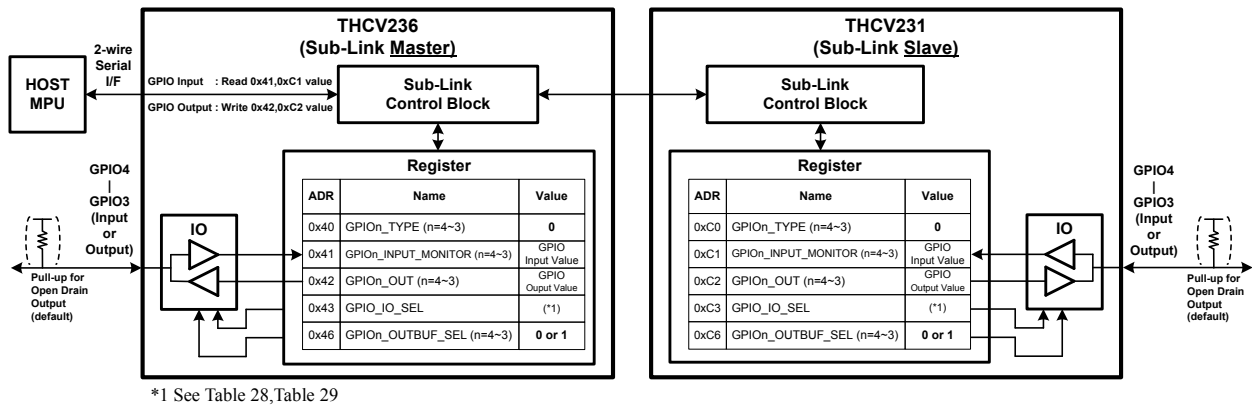 THCV236
(Sub-Link Master)
2-wire
Serial
I/F
HOST
MPU
GPIO Input : Read 0x41,0xC1 value
GPIO Output : Write 0x42,0xC2 value
Sub-Link
Control Block
Register
ADR Name Value
0x40 GPIOn_TYPE (n=4~3) 0
0x41 GPIOn_INPUT_MONITOR (n=4~3) GPIO
Input Value
0x42 GPIOn_OUT (n=4~3) GPIO
Ouput Value
0x43 GPIO_IO_SEL (*1)
0x46 GPIOn_OUTBUF_SEL (n=4~3) 0 or 1
GPIO4
|
GPIO3
(Input
or
Output)
IO
Pull-up for
Open Drain
Output
(default)
THCV231
(Sub-Link Slave)
Sub-Link
Control Block
Register
ADR Name Value
0xC0 GPIOn_TYPE (n=4~3) 0
0xC1 GPIOn_INPUT_MONITOR (n=4~3) GPIO
Input Value
0xC2 GPIOn_OUT (n=4~3) GPIO
Output Value
0xC3 GPIO_IO_SEL (*1)
0xC6 GPIOn_OUTBUF_SEL (n=4~3) 0 or 1
IO
GPIO4
|
GPIO3
(Input
or
Output)
Pull-up for
Open Drain
Output
(default)
*1 See Table 28,Table 29